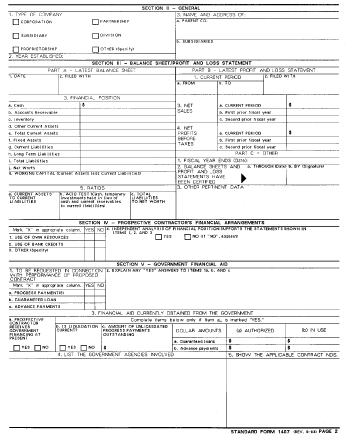 SECTION II - GENERAL
1. TYPE OF COMPANY
CORPORATION
PARTNERSHIP
SUBSIDIARY
DIVISION
PROPRIETORSHIP
OTHER (Specify)
2. YEAR ESTABLISHED:
3. NAME AND ADDRESS OF:
a. PARENT CO.
b. SUBSIDIARIES
SECTION III - BALANCE SHEET/PROFIT AND LOSS STATEMENT
PART A - LATEST BALANCE SHEET
1. DATE
2. FILED WITH
3. FINANCIAL POSITION
a. Cash
$
b. Accounts Receivable
c. Inventory
d. Other Current Assets
e. Total Current Assets
f. Fixed Assets
g. Current Liabilities
h. Long Term Liabilities
i. Total Liabilities
j. Net Worth
4. WORKING CAPITAL (Current Assets less Current Liabilities)
5. RATIOS
a. CURRENT ASSETS TO CURRENT LIABILITIES
b. ACID TEST (Cash, temporary investments held in lieu of cash and current receivables to current liabilities)
c. TOTAL LIABILITIES TO NET WORTH
PART B - LATEST PROFIT AND LOSS STATEMENT
1. CURRENT PERIOD
2. FILED WITH
a. FROM
b. TO
3. NET SALES
a. CURRENT PERIOD
$
b. First prior fiscal year
c. Second prior fiscal year
4. NET PROFITS BEFORE TAXES
a. CURRENT PERIOD
$
b. First prior fiscal year
c. Second prior fiscal year
PART C - OTHER
1. FISCAL YEAR ENDS (Date):
2. BALANCE SHEETS AND PROFIT AND LOSS STATEMENTS HAVE BEEN CERTIFIED
a. THROUGH (Date)
b. BY (Signature)
3. OTHER PERTINENT DATA
SECTION IV - PROSPECTIVE CONTRACTOR'S FINANCIAL ARRANGEMENTS
Mark "X" in appropriate column.
YES
NO
1. USE OF OWN RESOURCES
2. USE OF BANK CREDITS
3. OTHER (Specify)
4. INDEPENDENT ANALYSIS OF FINANCIAL POSITION SUPPORTS THE STATEMENTS SHOWN IN ITEMS 1, 2, AND 3
YES
NO (If "NO", explain)
SECTION V - GOVERNMENT FINANCIAL AID
1. TO BE REQUESTED IN CONNECTION WITH PERFORMANCE OF PROPOSED CONTRACT
Mark "X" in appropriate column.
YES
NO
a. PROGRESS PAYMENT(S)
b. GUARANTEED LOAN
c. ADVANCE PAYMENTS
2. EXPLAIN ANY "YES" ANSWERS TO ITEMS 1a, b, AND c
3. FINANCIAL AID CURRENTLY OBTAINED FROM THE GOVERNMENT
a. PROSPECTIVE CONTRACTOR RECEIVES GOVERNMENT FINANCING AT PRESENT
YES
NO
Complete items below only if item a, is marked "YES."
b. IS LIQUIDATION CURRENT?
YES
NO
c. AMOUNT OF UNLIQUIDATED PROGRESS PAYMENTS OUTSTANDING
$
DOLLAR AMOUNTS
(a) AUTHORIZED
(b) IN USE
a. Guaranteed loans
$
$
b. Advance payments
$
$
4. LIST THE GOVERNMENT AGENCIES INVOLVED
5. SHOW THE APPLICABLE CONTRACT NOS.
STANDARD FORM 1407 (REV. 9-88) PAGE 2